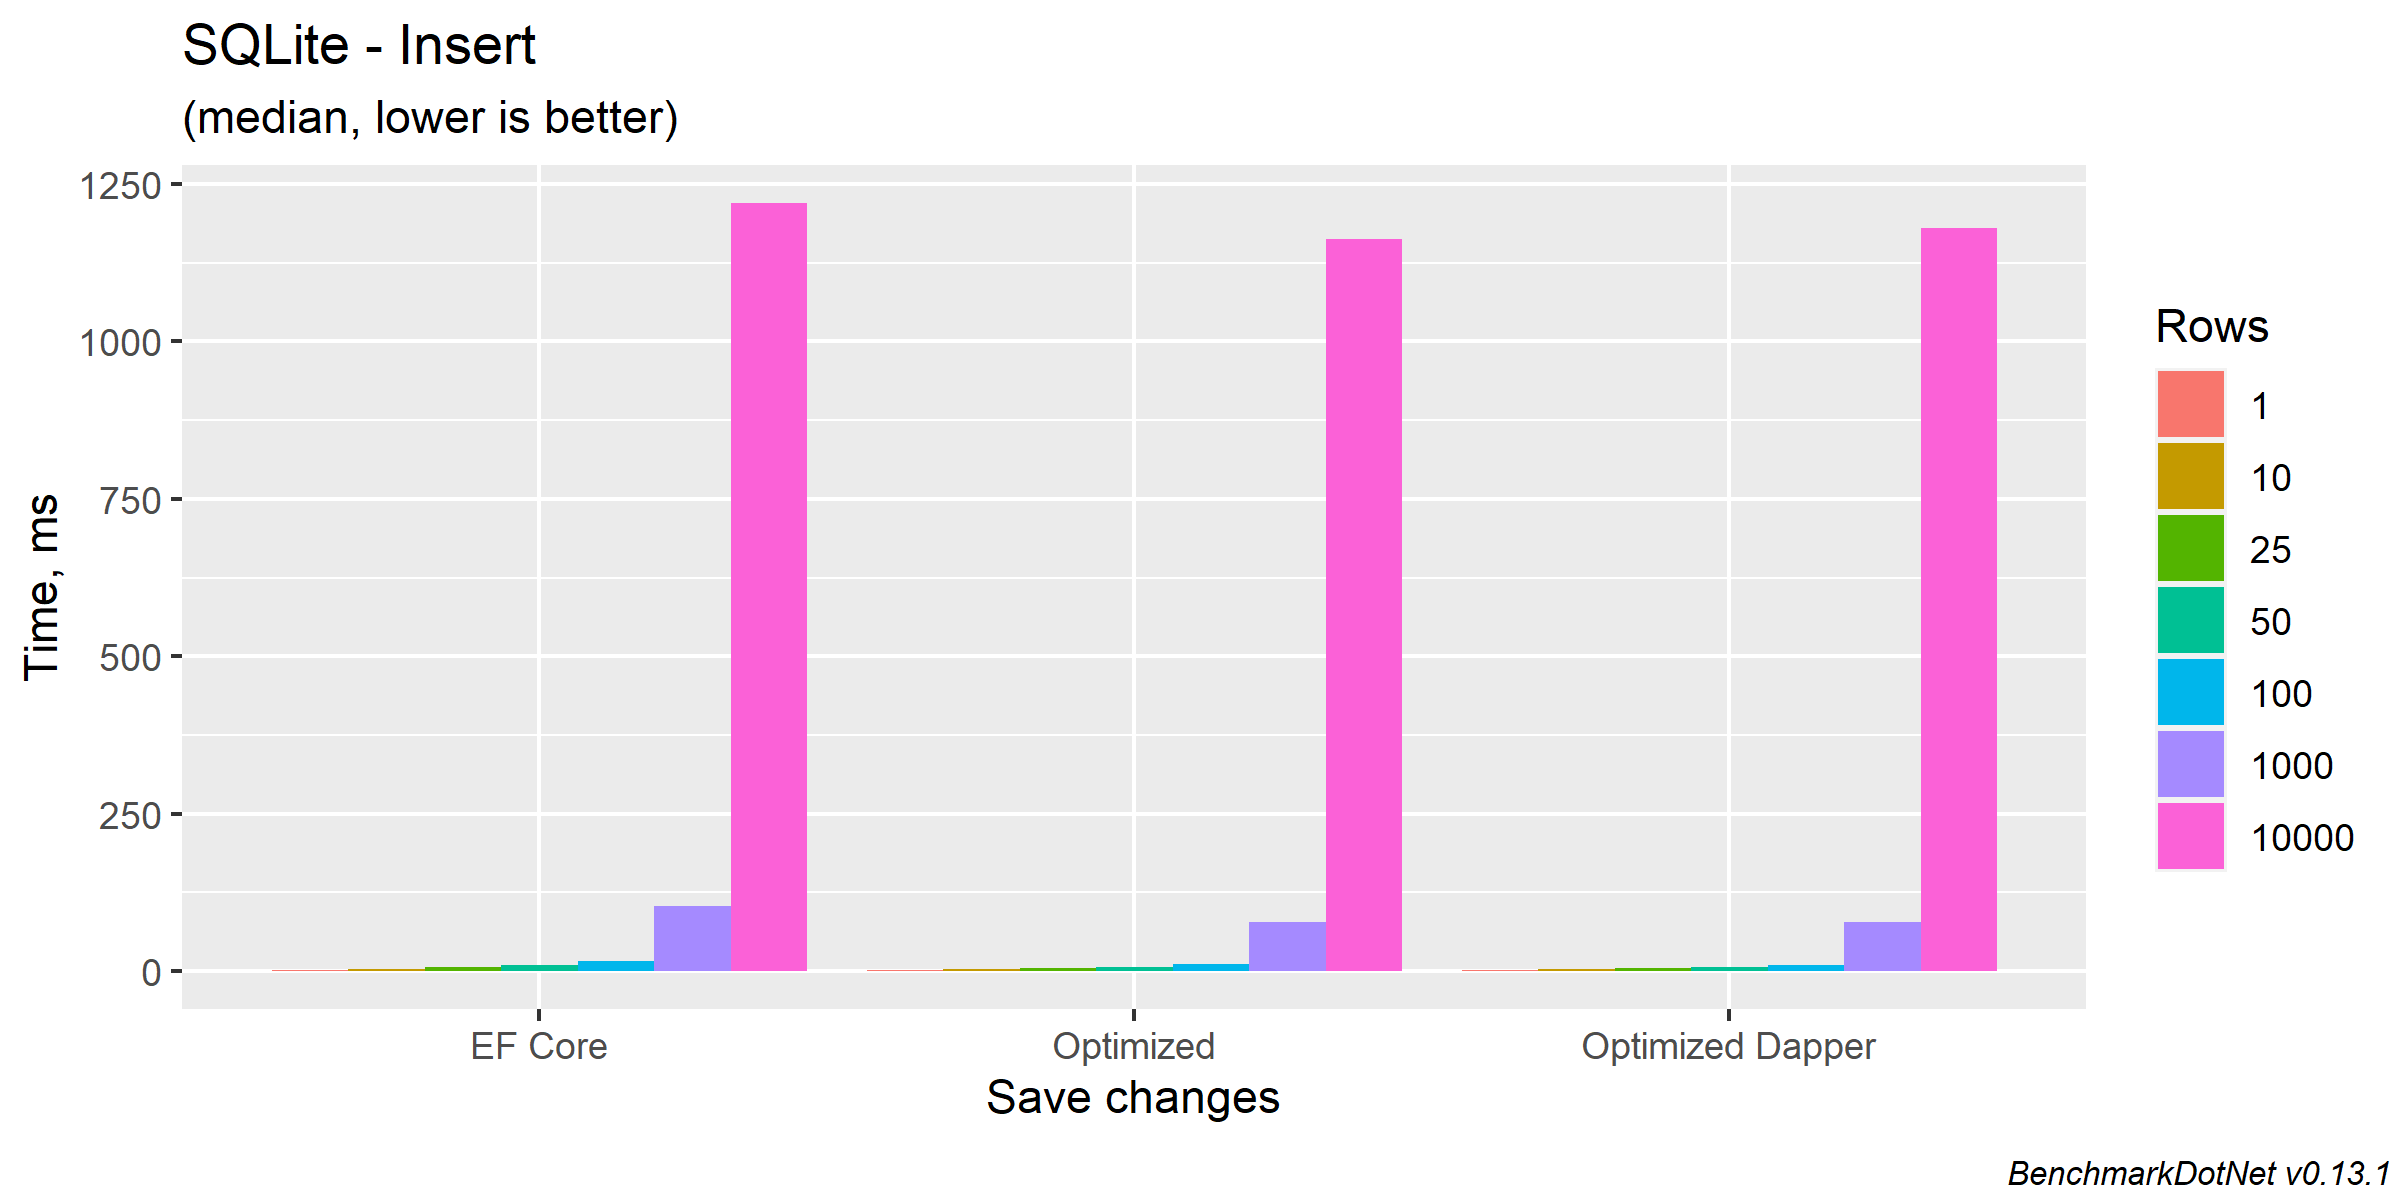 SQLite - Insert
(median, lower is better)
1250
1000
750
500
250
0
Time, ms
EF Core
Optimized
Optimized Dapper
Save changes
Rows
1
10
25
50
100
1000
10000
BenchmarkDotNet v0.13.1